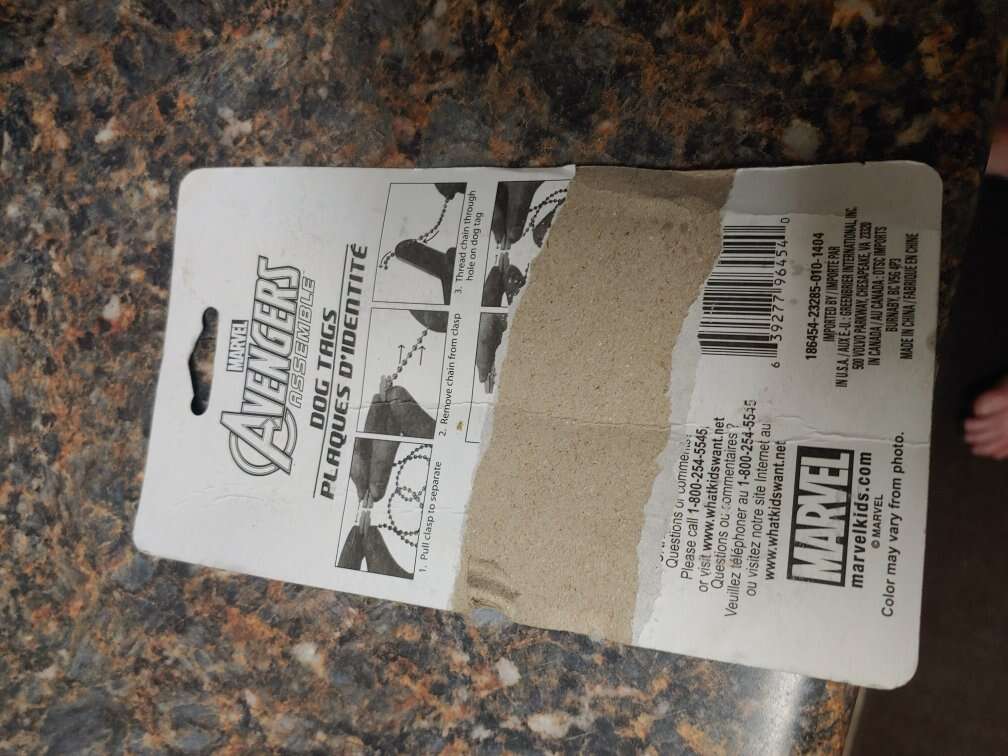 MARVEL
AVENGERS
ASSEMBLE
DOG TAGS
PLAQUES D'IDENTITÉ
1. Pull clasp to separate
2. Remove chain from clasp
3. Thread chain through
hole on dog tag
Questions or comments?
Please call 1-800-254-5545,
or visit www.whatkidswant.net
Questions ou commentaires ?
Veuillez téléphoner au 1-800-254-5545
ou visitez notre site Internet au
www.whatkidswant.net
MARVEL
marvelkids.com
© MARVEL
Color may vary from photo.
6 39277 96454 0
186454-23285-010-1404
IMPORTED BY / IMPORTÉ PAR
IN U.S.A. / AUX É.-U.: GREENBRIER INTERNATIONAL, INC.
500 VOLVO PARKWAY, CHESAPEAKE, VA 23320
IN CANADA / AU CANADA: DTSC IMPORTS
BURNABY, BC V5G
MADE IN CHINA / FABRIQUÉ EN CHINE